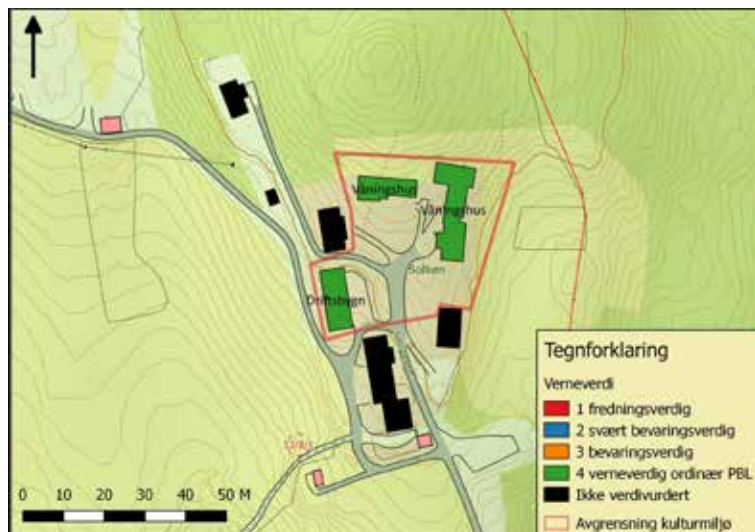 Våningshus
Våningshus
Solliøn
Driftsbygn
Tegnforklaring
Verneverdi
1 fredningsverdig
2 svært bevaringsverdig
3 bevaringsverdig
4 verneverdig ordinær PBL
Ikke verdivurdert
Avgrensning kulturmiljø
0 10 20 30 40 50 M